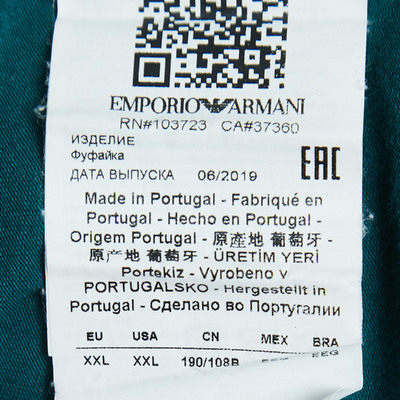 EMPORIO ARMANI
RN#103723 CA#37360
ИЗДЕЛИЕ
Фуфайка
ДАТА ВЫПУСКА 06/2019
EAC
Made in Portugal - Fabriqué en
Portugal - Hecho en Portugal -
Origem Portugal - 原產地 葡萄牙 -
原产地 葡萄牙 - ÜRETİM YERİ
Portekiz - Vyrobeno v
PORTUGALSKO - Hergestellt in
Portugal - Сделано во Португалии
EU USA CN MEX BRA
XXL XXL 190/108B EEG